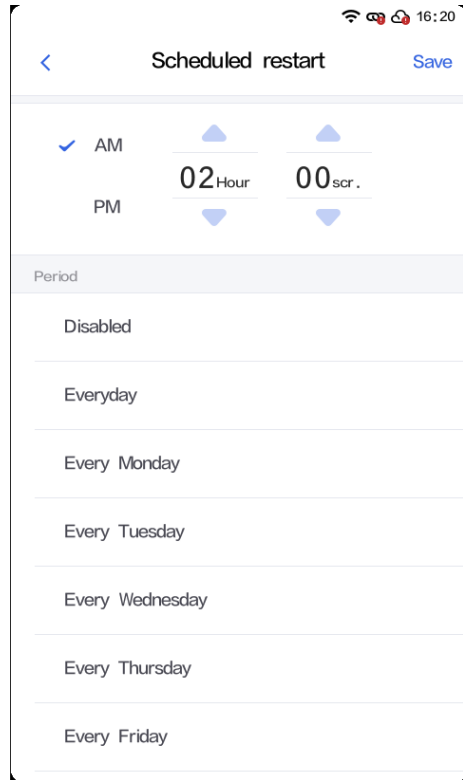 16:20
Scheduled restart Save
AM
02Hour 00scr.
PM
Period
Disabled
Everyday
Every Monday
Every Tuesday
Every Wednesday
Every Thursday
Every Friday